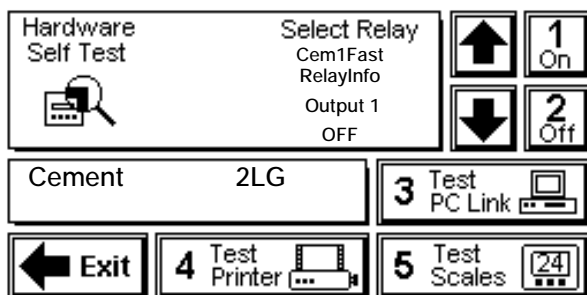 Hardware
Self Test
Select Relay
Cem1Fast
RelayInfo
Output 1
OFF
1
On
2
Off
Cement 2LG
3 Test
PC Link
Exit
4 Test
Printer
5 Test
Scales
24